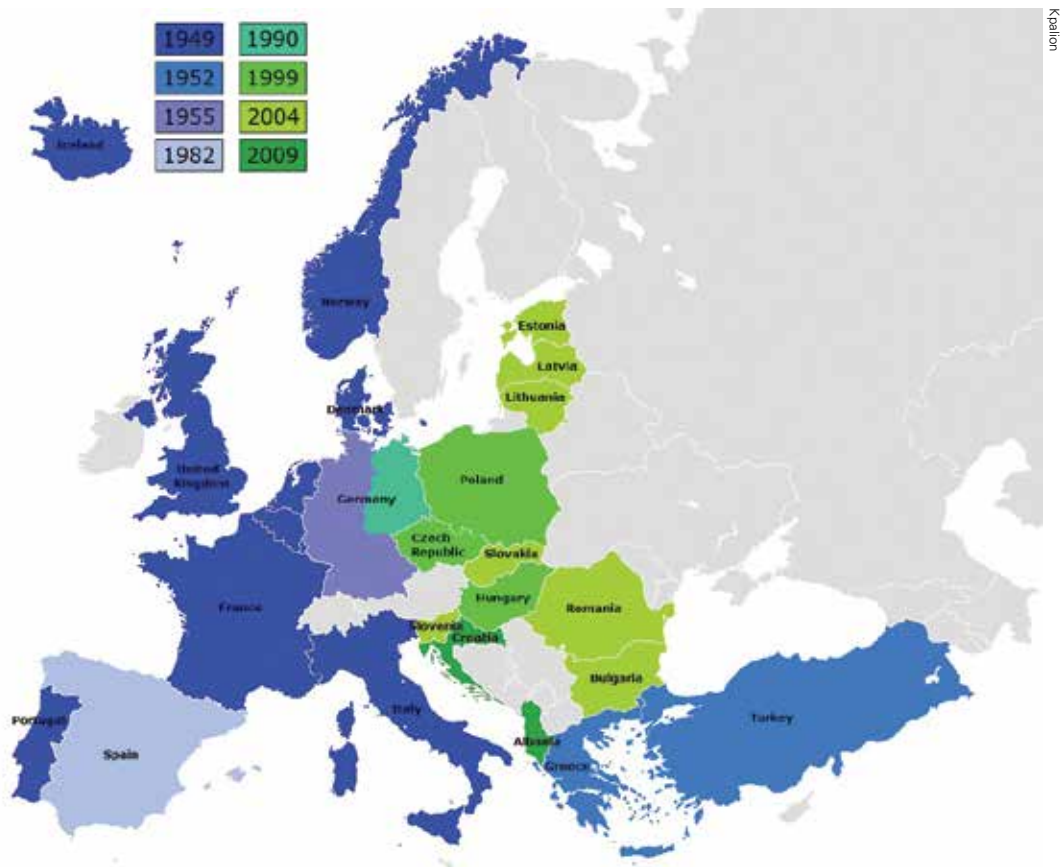 Kpalion
1949 1990
1952 1999
1955 2004
1982 2009
Iceland
Norway
Estonia
Latvia
Lithuania
Denmark
United
Kingdom
Germany
Poland
Czech
Republic
Slovakia
France
Hungary
Romania
Slovenia
Croatia
Bulgaria
Portugal
Italy
Spain
Turkey
Albania
Greece